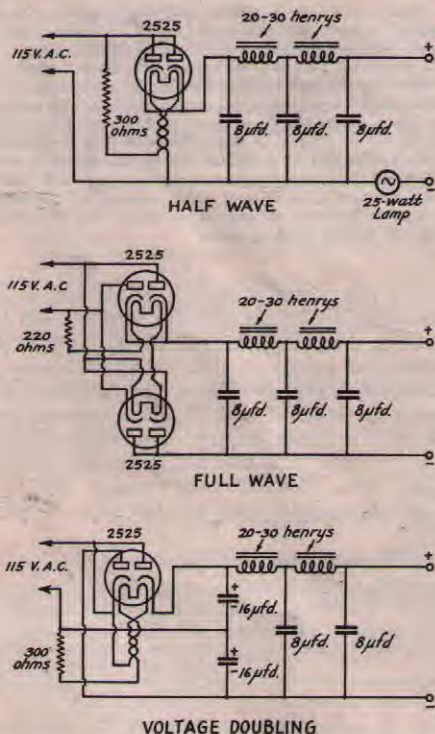 2525
20-30 henrys
+
115V. A.C.
300
ohms
8μfd.
8μfd.
8μfd.
-
25-watt
Lamp
HALF WAVE
2525
20-30 henrys
+
115 V. A.C
220
ohms
8μfd.
8μfd.
8μfd.
-
2525
FULL WAVE
2525
20-30 henrys
+
115 V. A.C.
+
-16μfd.
8μfd.
8μfd
300
ohms
+
-16μfd.
-
VOLTAGE DOUBLING